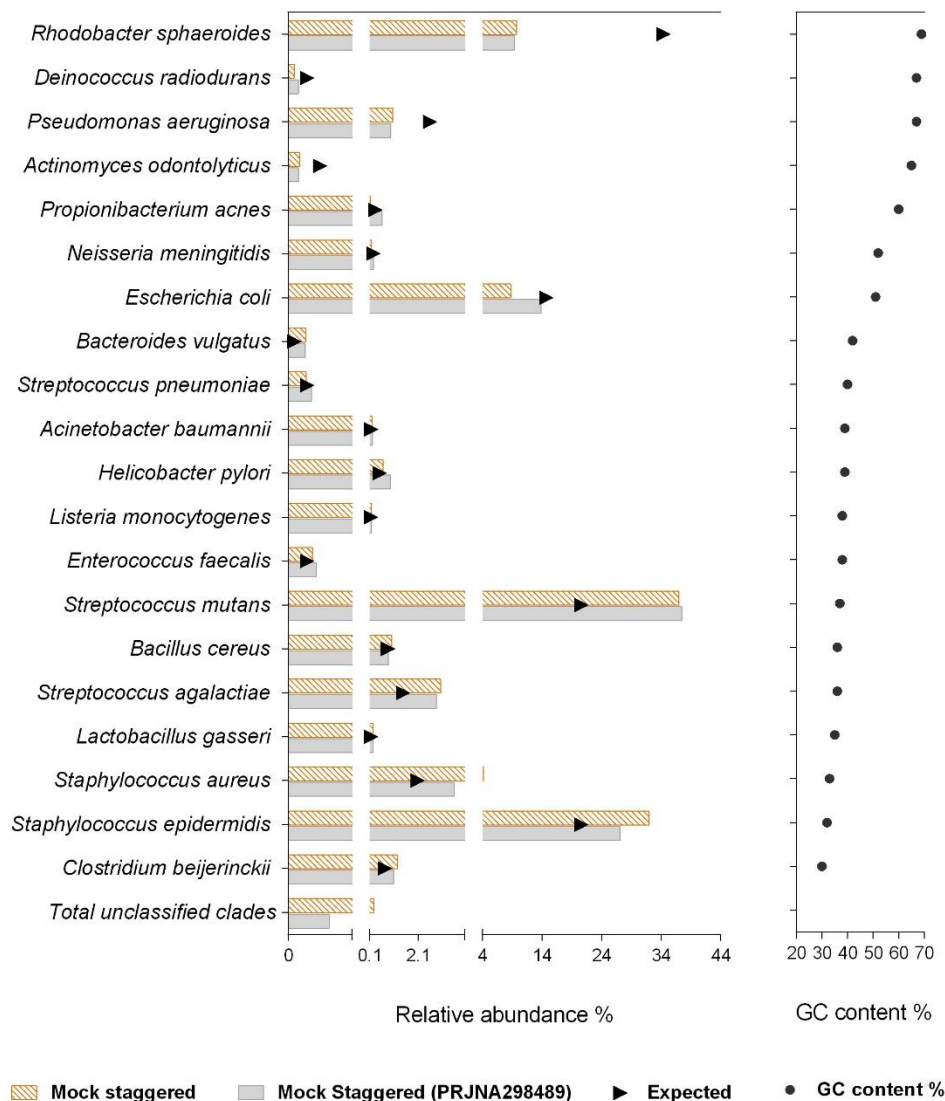 Rhodobacter sphaeroides
Deinococcus radiodurans
Pseudomonas aeruginosa
Actinomyces odontolyticus
Propionibacterium acnes
Neisseria meningitidis
Escherichia coli
Bacteroides vulgatus
Streptococcus pneumoniae
Acinetobacter baumannii
Helicobacter pylori
Listeria monocytogenes
Enterococcus faecalis
Streptococcus mutans
Bacillus cereus
Streptococcus agalactiae
Lactobacillus gasseri
Staphylococcus aureus
Staphylococcus epidermidis
Clostridium beijerinckii
Total unclassified clades
0 0.1 2.1 4 14 24 34 44 20 30 40 50 60 70
Relative abundance % GC content %
Mock staggered Mock Staggered (PRJNA298489) Expected GC content %